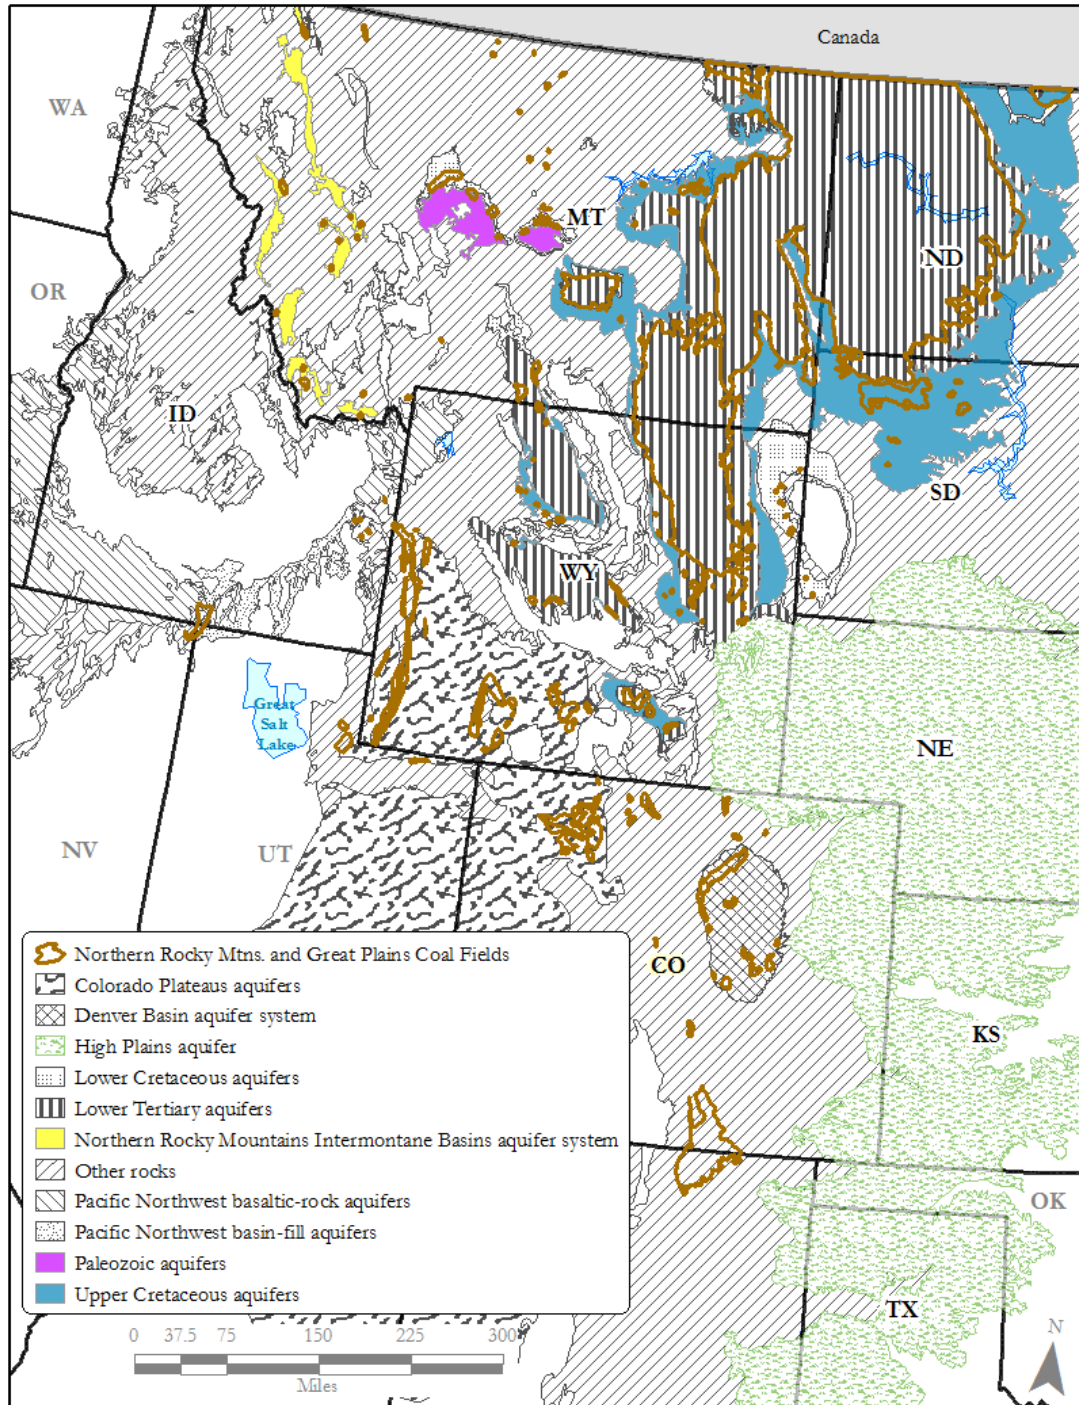 Canada
WA
MT
ND
OR
ID
SD
WY
Great
Salt
Lake
NE
NV
UT
CO
KS
OK
TX
Northern Rocky Mtns. and Great Plains Coal Fields
Colorado Plateaus aquifers
Denver Basin aquifer system
High Plains aquifer
Lower Cretaceous aquifers
Lower Tertiary aquifers
Northern Rocky Mountains Intermontane Basins aquifer system
Other rocks
Pacific Northwest basaltic-rock aquifers
Pacific Northwest basin-fill aquifers
Paleozoic aquifers
Upper Cretaceous aquifers
0 37.5 75 150 225 300
Miles
N